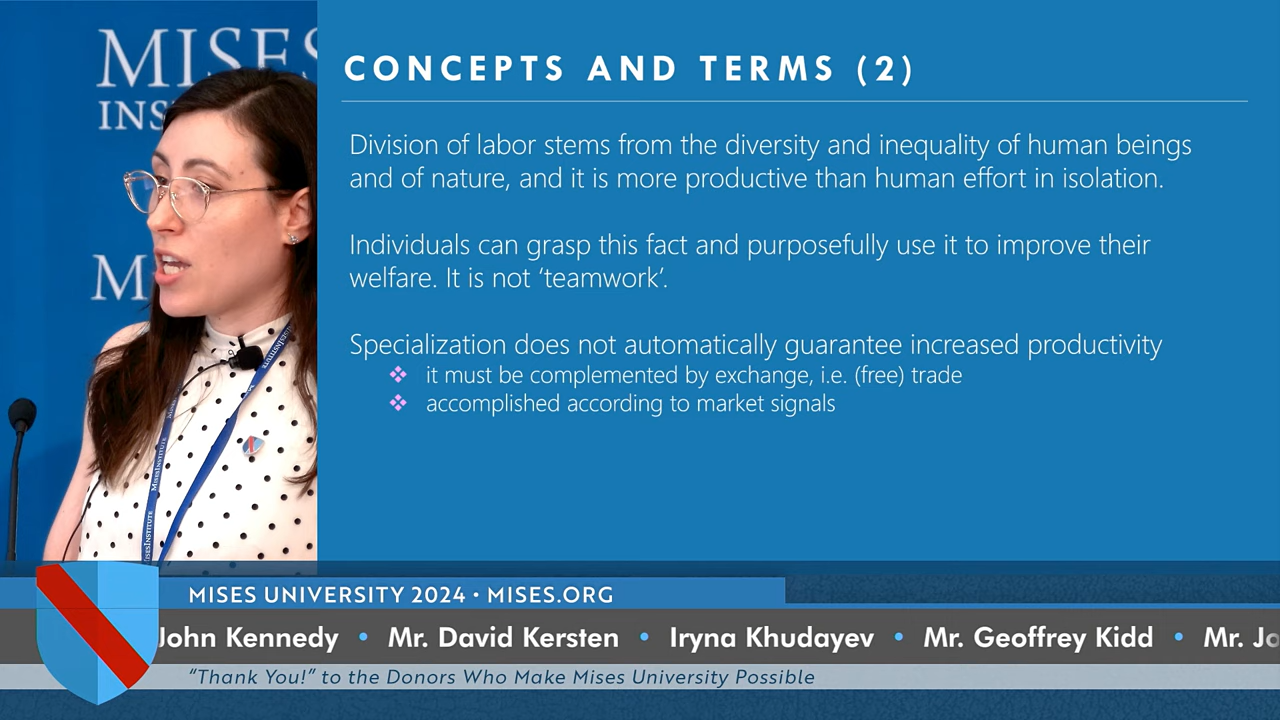 MISES
INS
M
CONCEPTS AND TERMS (2)
Division of labor stems from the diversity and inequality of human beings
and of nature, and it is more productive than human effort in isolation.
Individuals can grasp this fact and purposefully use it to improve their
welfare. It is not ‘teamwork’.
Specialization does not automatically guarantee increased productivity
❖ it must be complemented by exchange, i.e. (free) trade
❖ accomplished according to market signals
MISES UNIVERSITY 2024 • MISES.ORG
John Kennedy • Mr. David Kersten • Iryna Khudayev • Mr. Geoffrey Kidd • Mr. Jo
“Thank You!” to the Donors Who Make Mises University Possible